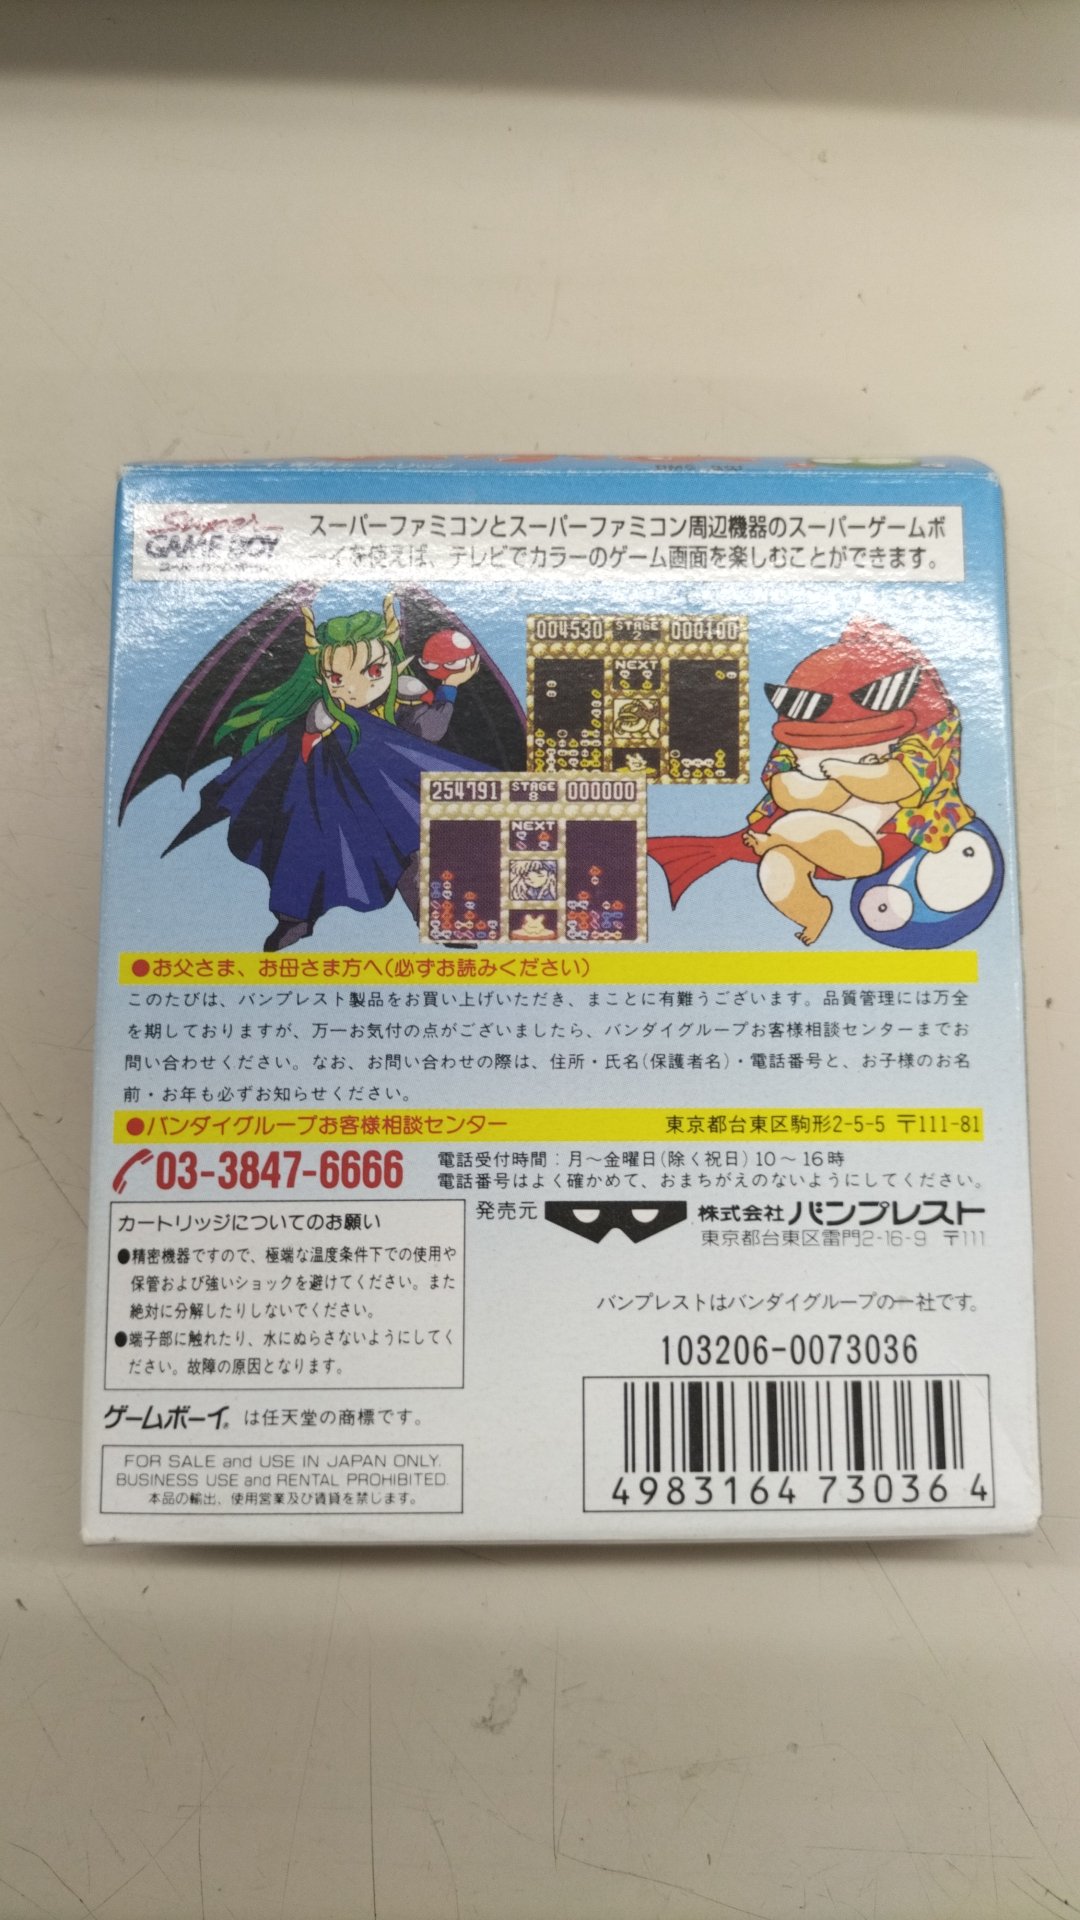 Super
GAME BOY
スーパーゲームボーイ
スーパーファミコンとスーパーファミコン周辺機器のスーパーゲームボ
ーイを使えば、テレビでカラーのゲーム画面を楽しむことができます。
004530 STAGE 2 000100
NEXT
254791 STAGE 8 000000
NEXT
●お父さま、お母さま方へ(必ずお読みください)
このたびは、バンプレスト製品をお買い上げいただき、まことに有難うございます。品質管理には万全
を期しておりますが、万一お気付の点がございましたら、バンダイグループお客様相談センターまでお
問い合わせください。なお、お問い合わせの際は、住所・氏名(保護者名)・電話番号と、お子様のお名
前・お年も必ずお知らせください。
●バンダイグループお客様相談センター 東京都台東区駒形2-5-5 〒111-81
03-3847-6666
電話受付時間:月〜金曜日(除く祝日)10〜16時
電話番号はよく確かめて、おまちがえのないようにしてください。
カートリッジについてのお願い
●精密機器ですので、極端な温度条件下での使用や
保管および強いショックを避けてください。また
絶対に分解したりしないでください。
●端子部に触れたり、水にぬらさないようにしてく
ださい。故障の原因となります。
発売元 株式会社バンプレスト
東京都台東区雷門2-16-9 〒111
バンプレストはバンダイグループの一社です。
103206-0073036
ゲームボーイ® は任天堂の商標です。
FOR SALE and USE IN JAPAN ONLY.
BUSINESS USE and RENTAL PROHIBITED.
本品の輸出、使用営業及び賃貸を禁じます。
4983164 730364